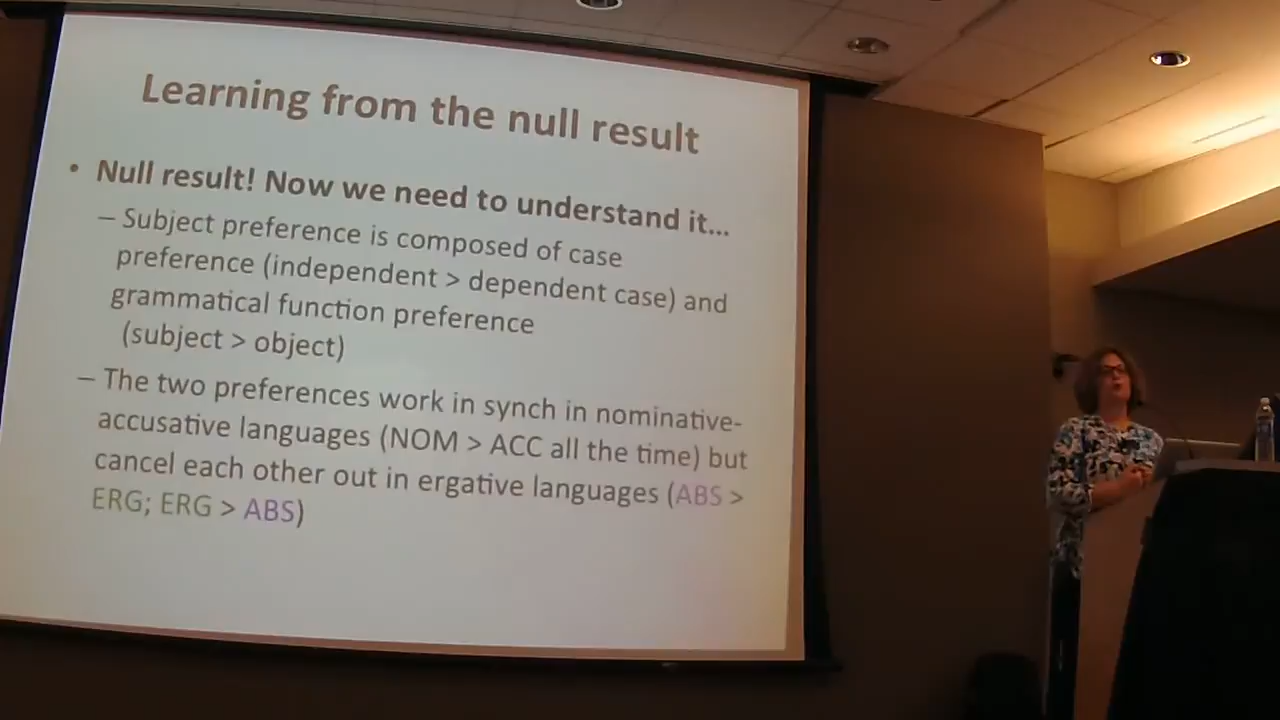 Learning from the null result
• Null result! Now we need to understand it...
– Subject preference is composed of case
preference (independent > dependent case) and
grammatical function preference
(subject > object)
– The two preferences work in synch in nominative-
accusative languages (NOM > ACC all the time) but
cancel each other out in ergative languages (ABS >
ERG; ERG > ABS)